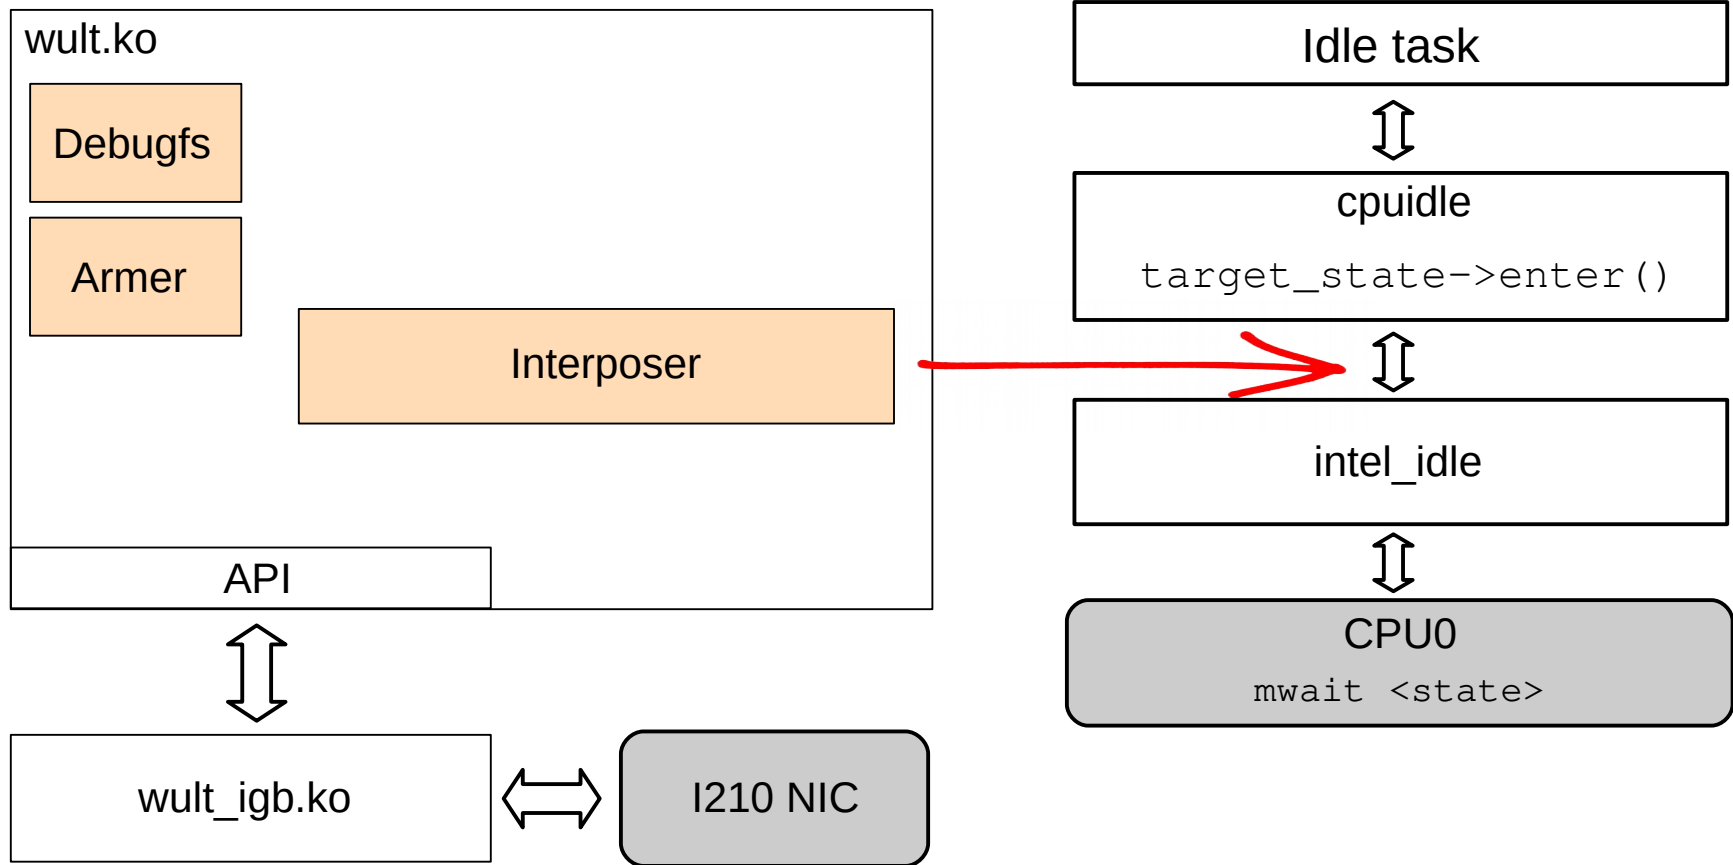 wult.ko
Debugfs
Armer
Interposer
API
wult_igb.ko
I210 NIC
Idle task
cpuidle
target_state->enter()
intel_idle
CPU0
mwait <state>